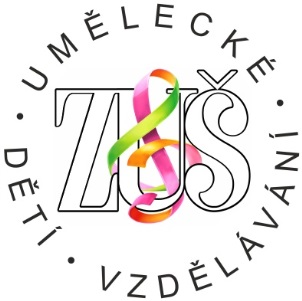 UMĚLECKÉ · VZDĚLÁVÁNÍ · DĚTÍ ·
ZUŠ